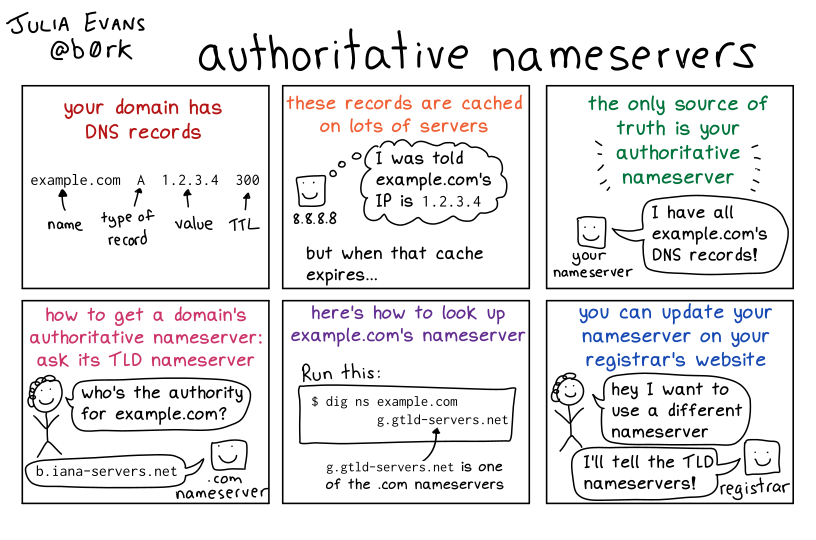 JULIA EVANS
@b0rk
authoritative nameservers
your domain has
DNS records
example.com A 1.2.3.4 300
name
type of
record
value
TTL
these records are cached
on lots of servers
I was told
example.com's
IP is 1.2.3.4
8.8.8.8
but when that cache
expires...
the only source of
truth is your
authoritative
nameserver
I have all
example.com's
DNS records!
your
nameserver
how to get a domain's
authoritative nameserver:
ask its TLD nameserver
who's the authority
for example.com?
b.iana-servers.net
.com
nameserver
here's how to look up
example.com's nameserver
Run this:
$ dig ns example.com
g.gtld-servers.net
g.gtld-servers.net is one
of the .com nameservers
you can update your
nameserver on your
registrar's website
hey I want to
use a different
nameserver
I'll tell the TLD
nameservers!
registrar